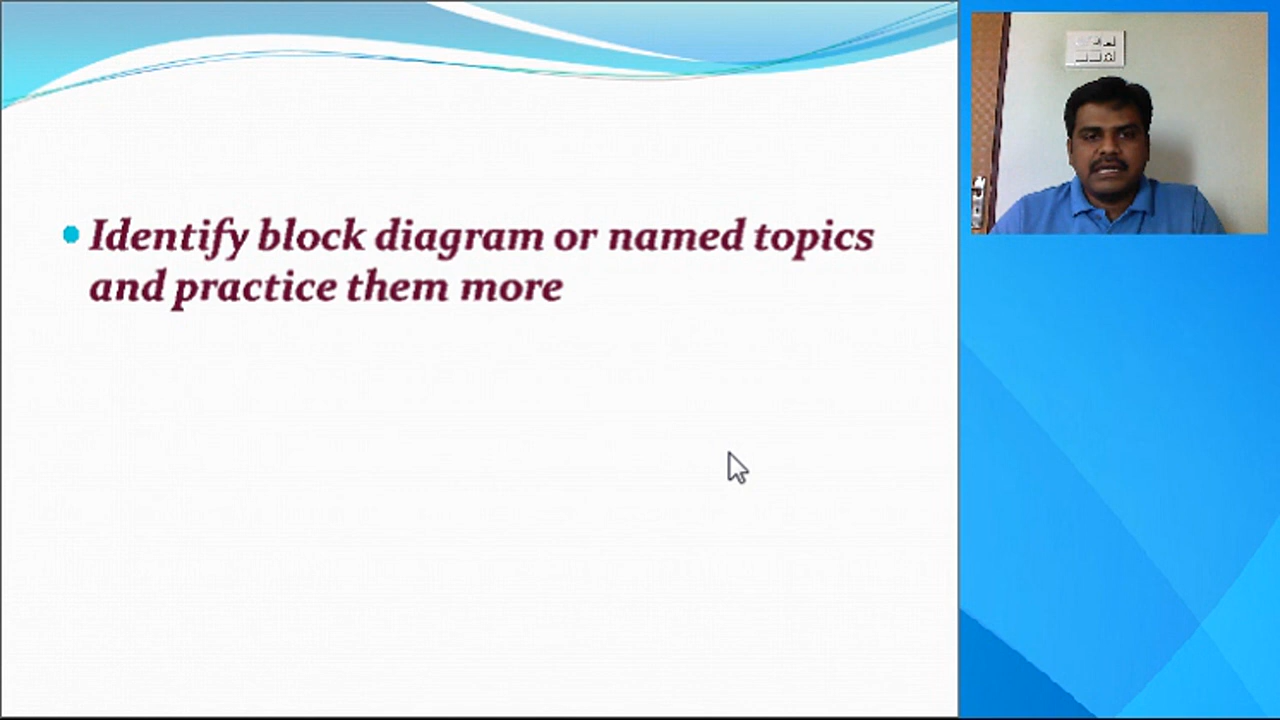 Identify block diagram or named topics
and practice them more